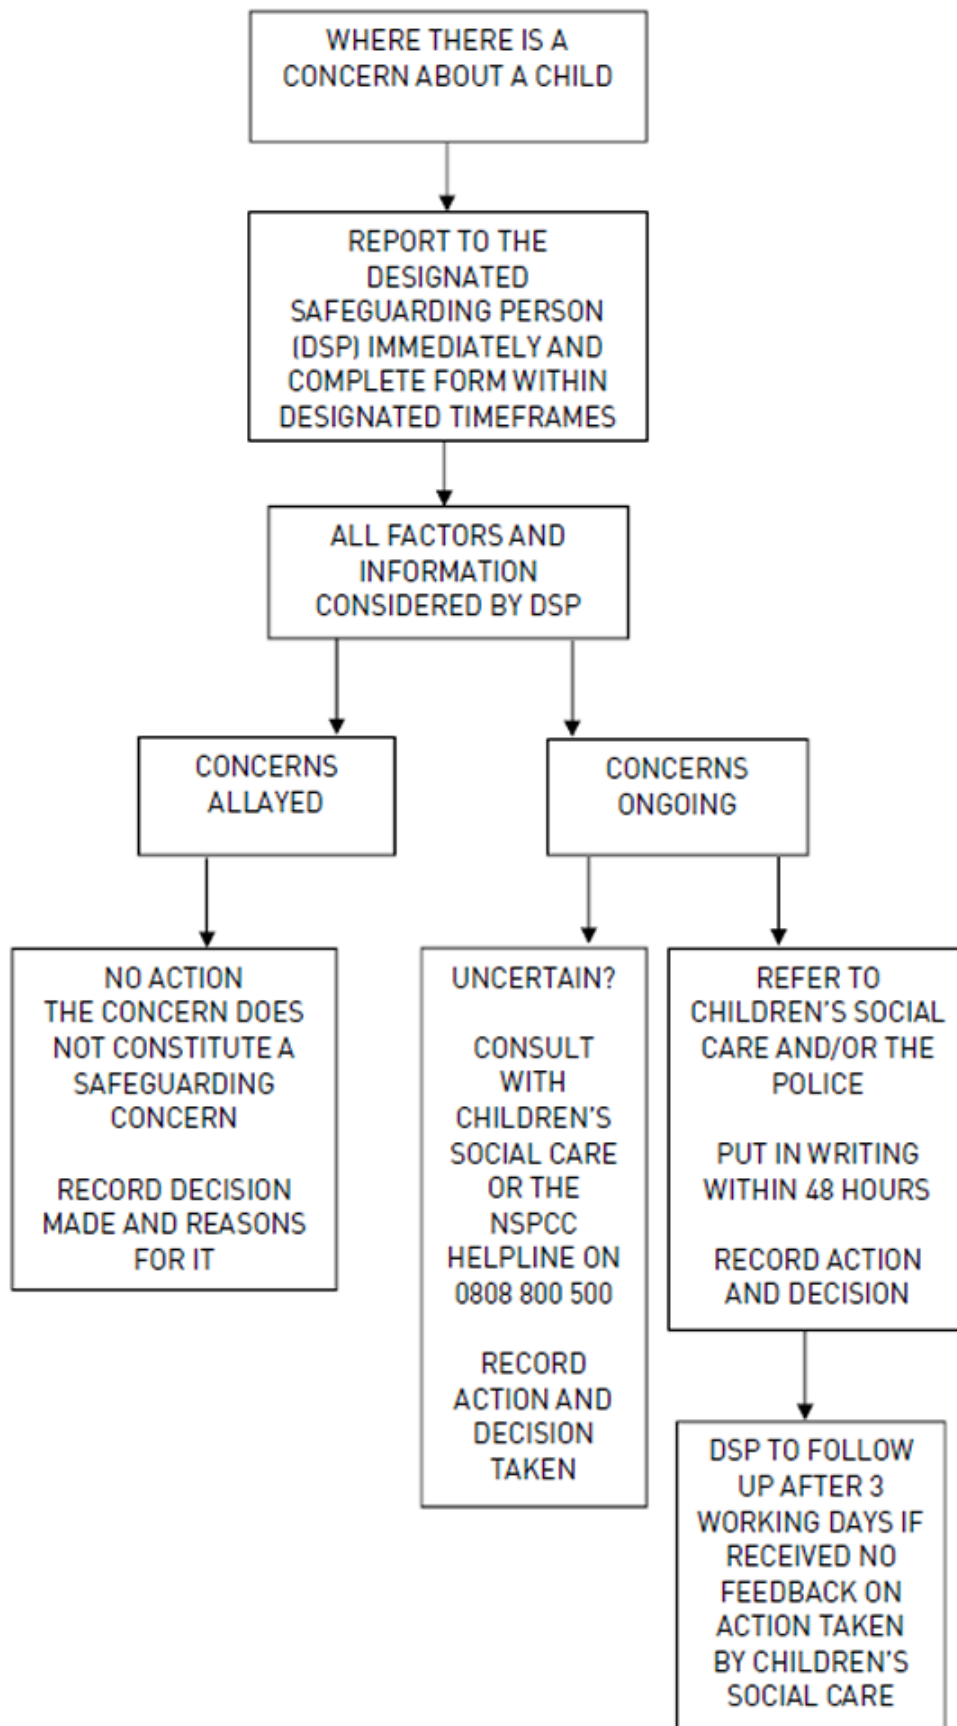 WHERE THERE IS A
CONCERN ABOUT A CHILD
REPORT TO THE
DESIGNATED
SAFEGUARDING PERSON
(DSP) IMMEDIATELY AND
COMPLETE FORM WITHIN
DESIGNATED TIMEFRAMES
ALL FACTORS AND
INFORMATION
CONSIDERED BY DSP
CONCERNS
ALLAYED
CONCERNS
ONGOING
NO ACTION
THE CONCERN DOES
NOT CONSTITUTE A
SAFEGUARDING
CONCERN
RECORD DECISION
MADE AND REASONS
FOR IT
UNCERTAIN?
CONSULT
WITH
CHILDREN'S
SOCIAL CARE
OR THE
NSPCC
HELPLINE ON
0808 800 500
RECORD
ACTION AND
DECISION
TAKEN
REFER TO
CHILDREN'S SOCIAL
CARE AND/OR THE
POLICE
PUT IN WRITING
WITHIN 48 HOURS
RECORD ACTION
AND DECISION
DSP TO FOLLOW
UP AFTER 3
WORKING DAYS IF
RECEIVED NO
FEEDBACK ON
ACTION TAKEN
BY CHILDREN'S
SOCIAL CARE